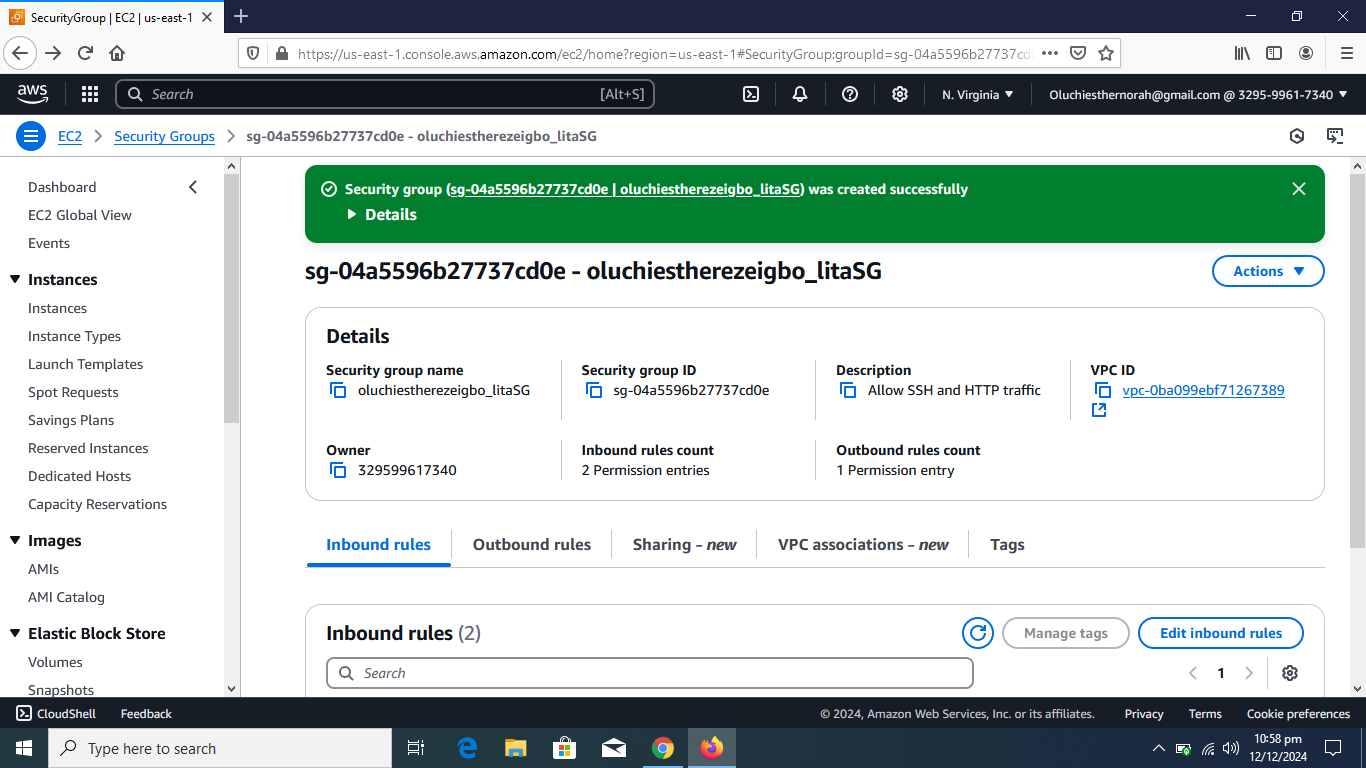 SecurityGroup | EC2 | us-east-1
https://us-east-1.console.aws.amazon.com/ec2/home?region=us-east-1#SecurityGroup:groupId=sg-04a5596b27737cd
aws
Search [Alt+S]
N. Virginia
Oluchiesthernorah@gmail.com @ 3295-9961-7340
EC2 > Security Groups > sg-04a5596b27737cd0e - oluchiestherezeigbo_litaSG
Dashboard
EC2 Global View
Events
Instances
Instances
Instance Types
Launch Templates
Spot Requests
Savings Plans
Reserved Instances
Dedicated Hosts
Capacity Reservations
Images
AMIs
AMI Catalog
Elastic Block Store
Volumes
Snapshots
Security group (sg-04a5596b27737cd0e | oluchiestherezeigbo_litaSG) was created successfully
Details
sg-04a5596b27737cd0e - oluchiestherezeigbo_litaSG
Actions
Details
Security group name
oluchiestherezeigbo_litaSG
Security group ID
sg-04a5596b27737cd0e
Description
Allow SSH and HTTP traffic
VPC ID
vpc-0ba099ebf71267389
Owner
329599617340
Inbound rules count
2 Permission entries
Outbound rules count
1 Permission entry
Inbound rules
Outbound rules
Sharing - new
VPC associations - new
Tags
Inbound rules (2)
Manage tags
Edit inbound rules
Search
1
CloudShell
Feedback
© 2024, Amazon Web Services, Inc. or its affiliates.
Privacy
Terms
Cookie preferences
Type here to search
10:58 pm
12/12/2024